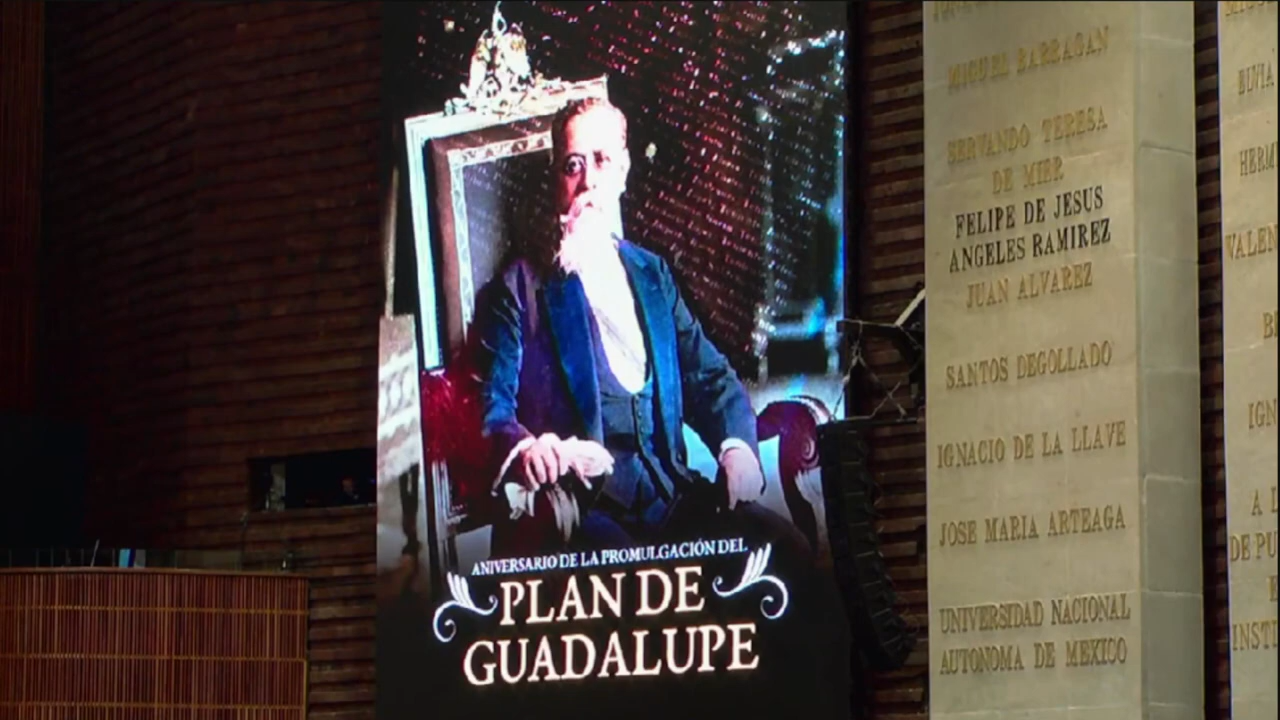 ANIVERSARIO DE LA PROMULGACIÓN DEL
PLAN DE
GUADALUPE
MIGUEL BARRAGAN
SERVANDO TERESA
DE MIER
FELIPE DE JESUS
ANGELES RAMIREZ
JUAN ALVAREZ
SANTOS DEGOLLADO
IGNACIO DE LA LLAVE
JOSE MARIA ARTEAGA
UNIVERSIDAD NACIONAL
AUTONOMA DE MEXICO